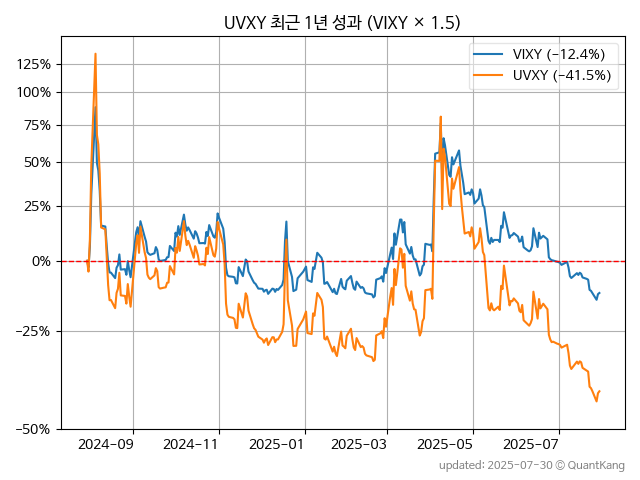 UVXY 최근 1년 성과 (VIXY × 1.5)
VIXY (−12.4%)
UVXY (−41.5%)
125%
100%
75%
50%
25%
0%
−25%
−50%
2024-09 2024-11 2025-01 2025-03 2025-05 2025-07
updated: 2025-07-30 © QuantKang